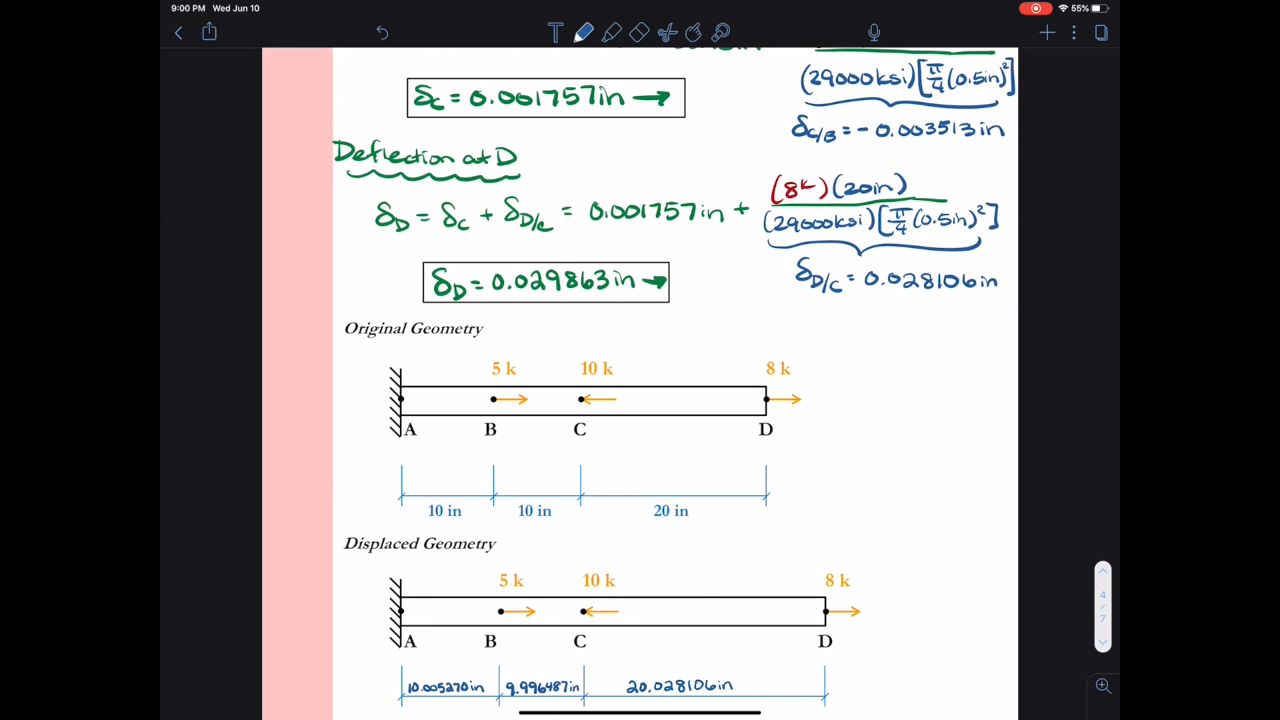 9:00 PM Wed Jun 10
55%
(29000ksi)[π/4(0.5in)²]
δC = 0.001757in →
δC/B = - 0.003513in
Deflection at D
(8k)(20in)
δD = δC + δD/C = 0.001757in +
(29000ksi)[π/4(0.5in)²]
δD/C = 0.028106in
δD = 0.029863in →
Original Geometry
5 k 10 k 8 k
A B C D
10 in 10 in 20 in
Displaced Geometry
5 k 10 k 8 k
A B C D
10.005270in 9.996487in 20.028106in
4
7